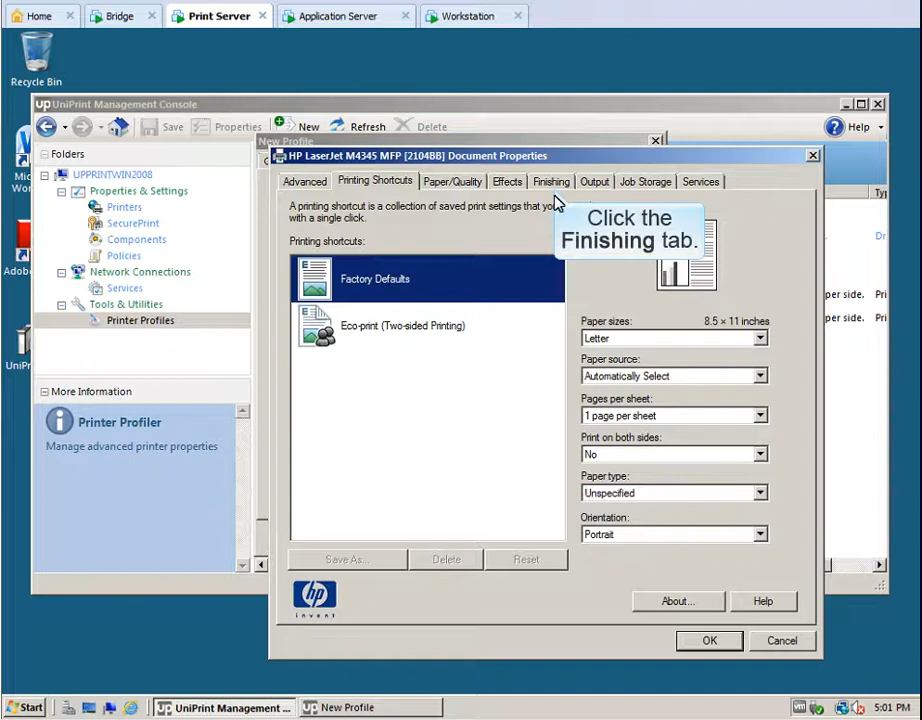 Home
Bridge
Print Server
Application Server
Workstation
Recycle Bin
UniPrint Management Console
Save
Properties
New
Refresh
Delete
Help
Folders
UPPRINTWIN2008
Properties & Settings
Printers
SecurePrint
Components
Policies
Network Connections
Services
Tools & Utilities
Printer Profiles
More Information
Printer Profiler
Manage advanced printer properties
New Profile
HP LaserJet M4345 MFP [2104BB] Document Properties
Advanced
Printing Shortcuts
Paper/Quality
Effects
Finishing
Output
Job Storage
Services
A printing shortcut is a collection of saved print settings that you
with a single click.
Click the
Finishing tab.
Printing shortcuts:
Factory Defaults
Eco-print (Two-sided Printing)
Paper sizes: 8.5 × 11 inches
Letter
Paper source:
Automatically Select
Pages per sheet:
1 page per sheet
Print on both sides:
No
Paper type:
Unspecified
Orientation:
Portrait
Save As...
Delete
Reset
hp
invent
About...
Help
OK
Cancel
per side.
per side.
Start
UniPrint Management ...
New Profile
5:01 PM